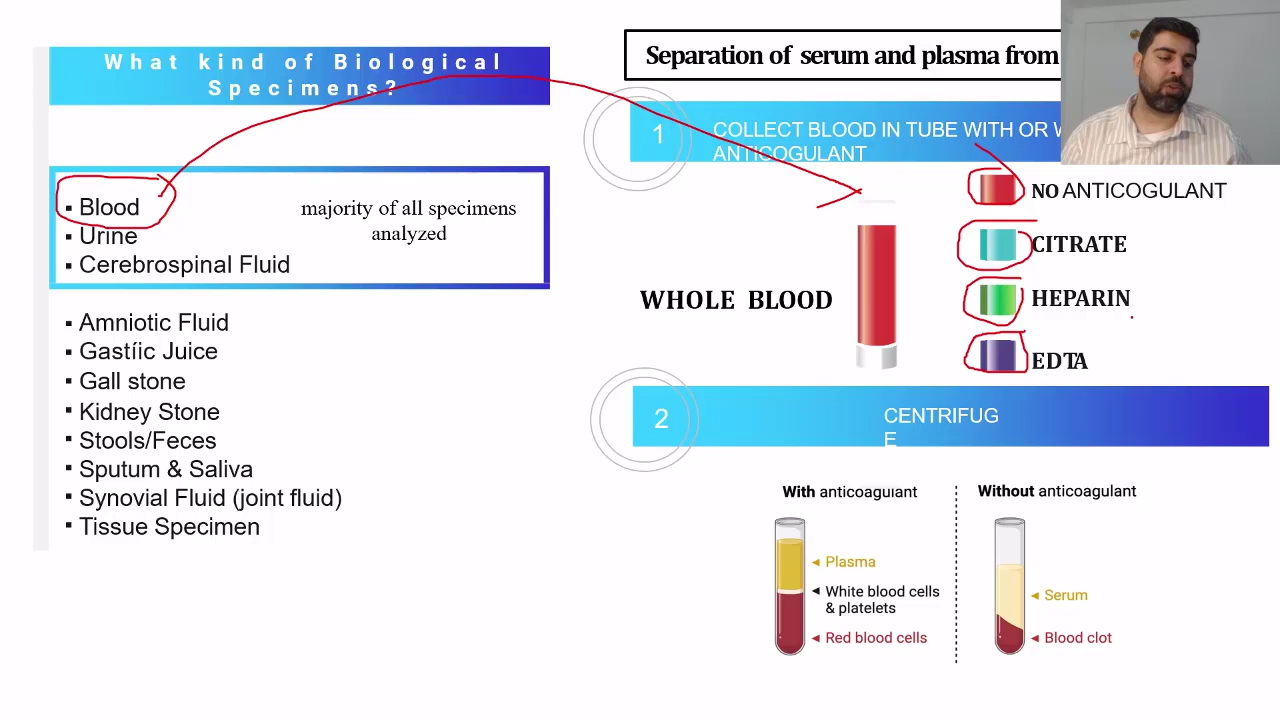 What kind of Biological
Specimens?
▪ Blood
▪ Urine
▪ Cerebrospinal Fluid
majority of all specimens
analyzed
▪ Amniotic Fluid
▪ Gastíic Juice
▪ Gall stone
▪ Kidney Stone
▪ Stools/Feces
▪ Sputum & Saliva
▪ Synovial Fluid (joint fluid)
▪ Tissue Specimen
Separation of serum and plasma from
1
COLLECT BLOOD IN TUBE WITH OR
ANTICOGULANT
WHOLE BLOOD
NO ANTICOGULANT
CITRATE
HEPARIN
EDTA
2
CENTRIFUG
E
With anticoagulant
Plasma
White blood cells
& platelets
Red blood cells
Without anticoagulant
Serum
Blood clot